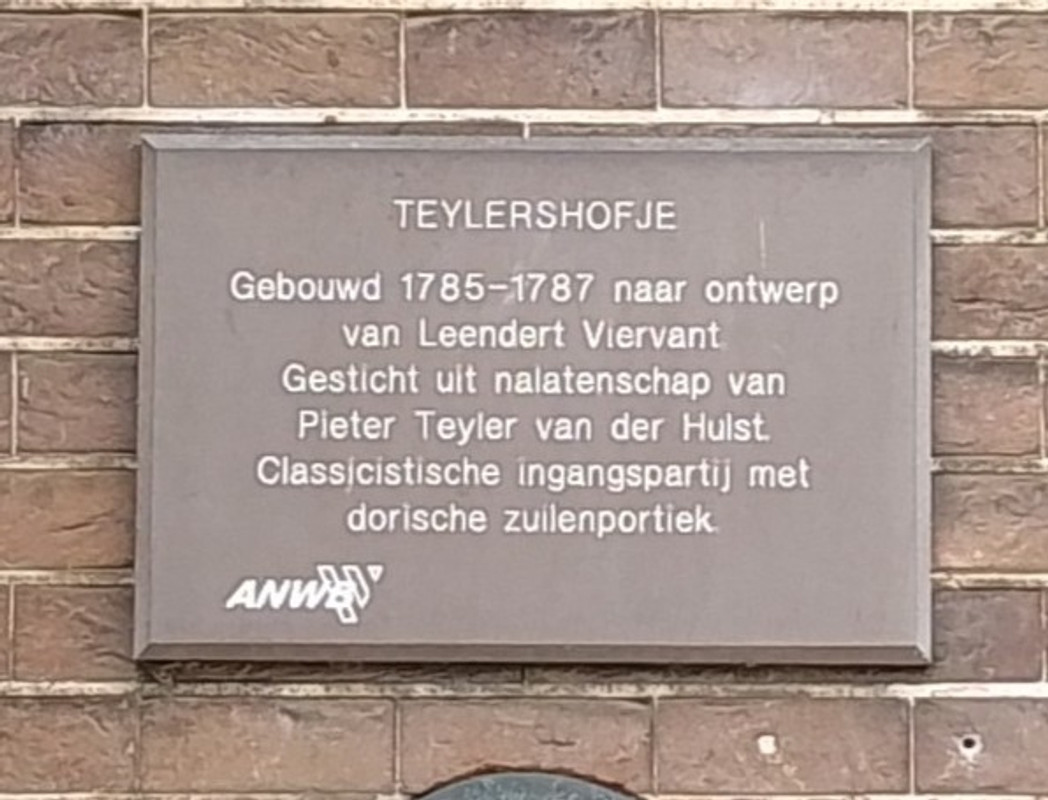 TEYLERSHOFJE
Gebouwd 1785-1787 naar ontwerp
van Leendert Viervant.
Gesticht uit nalatenschap van
Pieter Teyler van der Hulst.
Classicistische ingangspartij met
dorische zuilenportiek.
ANWB